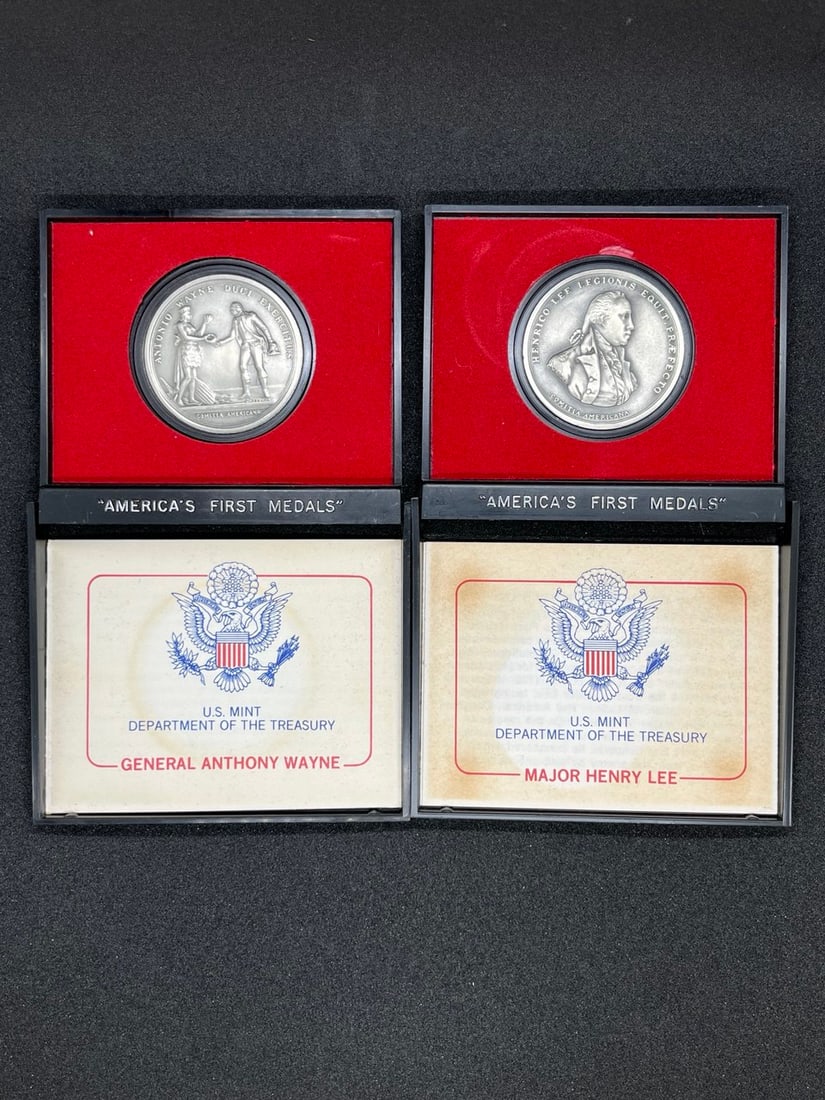 ANTONIO WAYNE DUCI EXERCITUS
COMITIA AMERICANA
"AMERICA'S FIRST MEDALS"
U.S. MINT
DEPARTMENT OF THE TREASURY
GENERAL ANTHONY WAYNE
HENRICO LEE LEGIONIS EQUIT PRÆFECTO
COMITIA AMERICANA
"AMERICA'S FIRST MEDALS"
U.S. MINT
DEPARTMENT OF THE TREASURY
MAJOR HENRY LEE